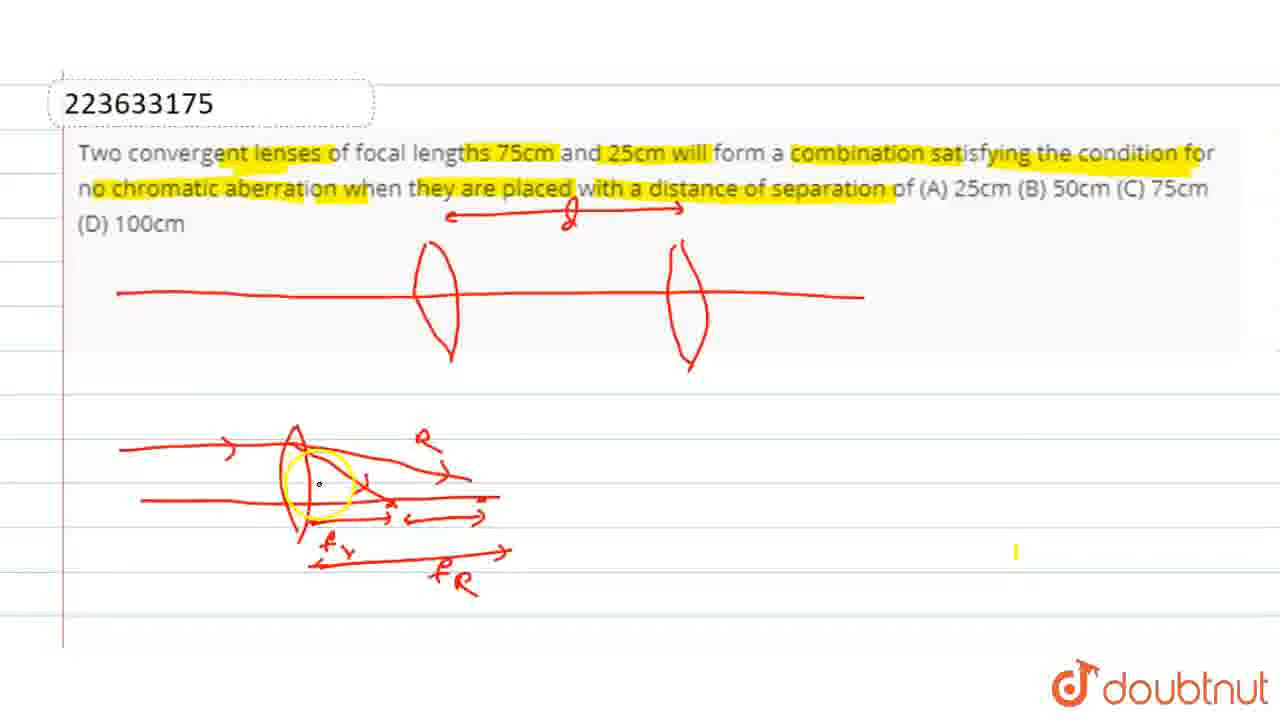 223633175
Two convergent lenses of focal lengths 75cm and 25cm will form a combination satisfying the condition for
no chromatic aberration when they are placed with a distance of separation of (A) 25cm (B) 50cm (C) 75cm
(D) 100cm
d
R
fv
fR
doubtnut